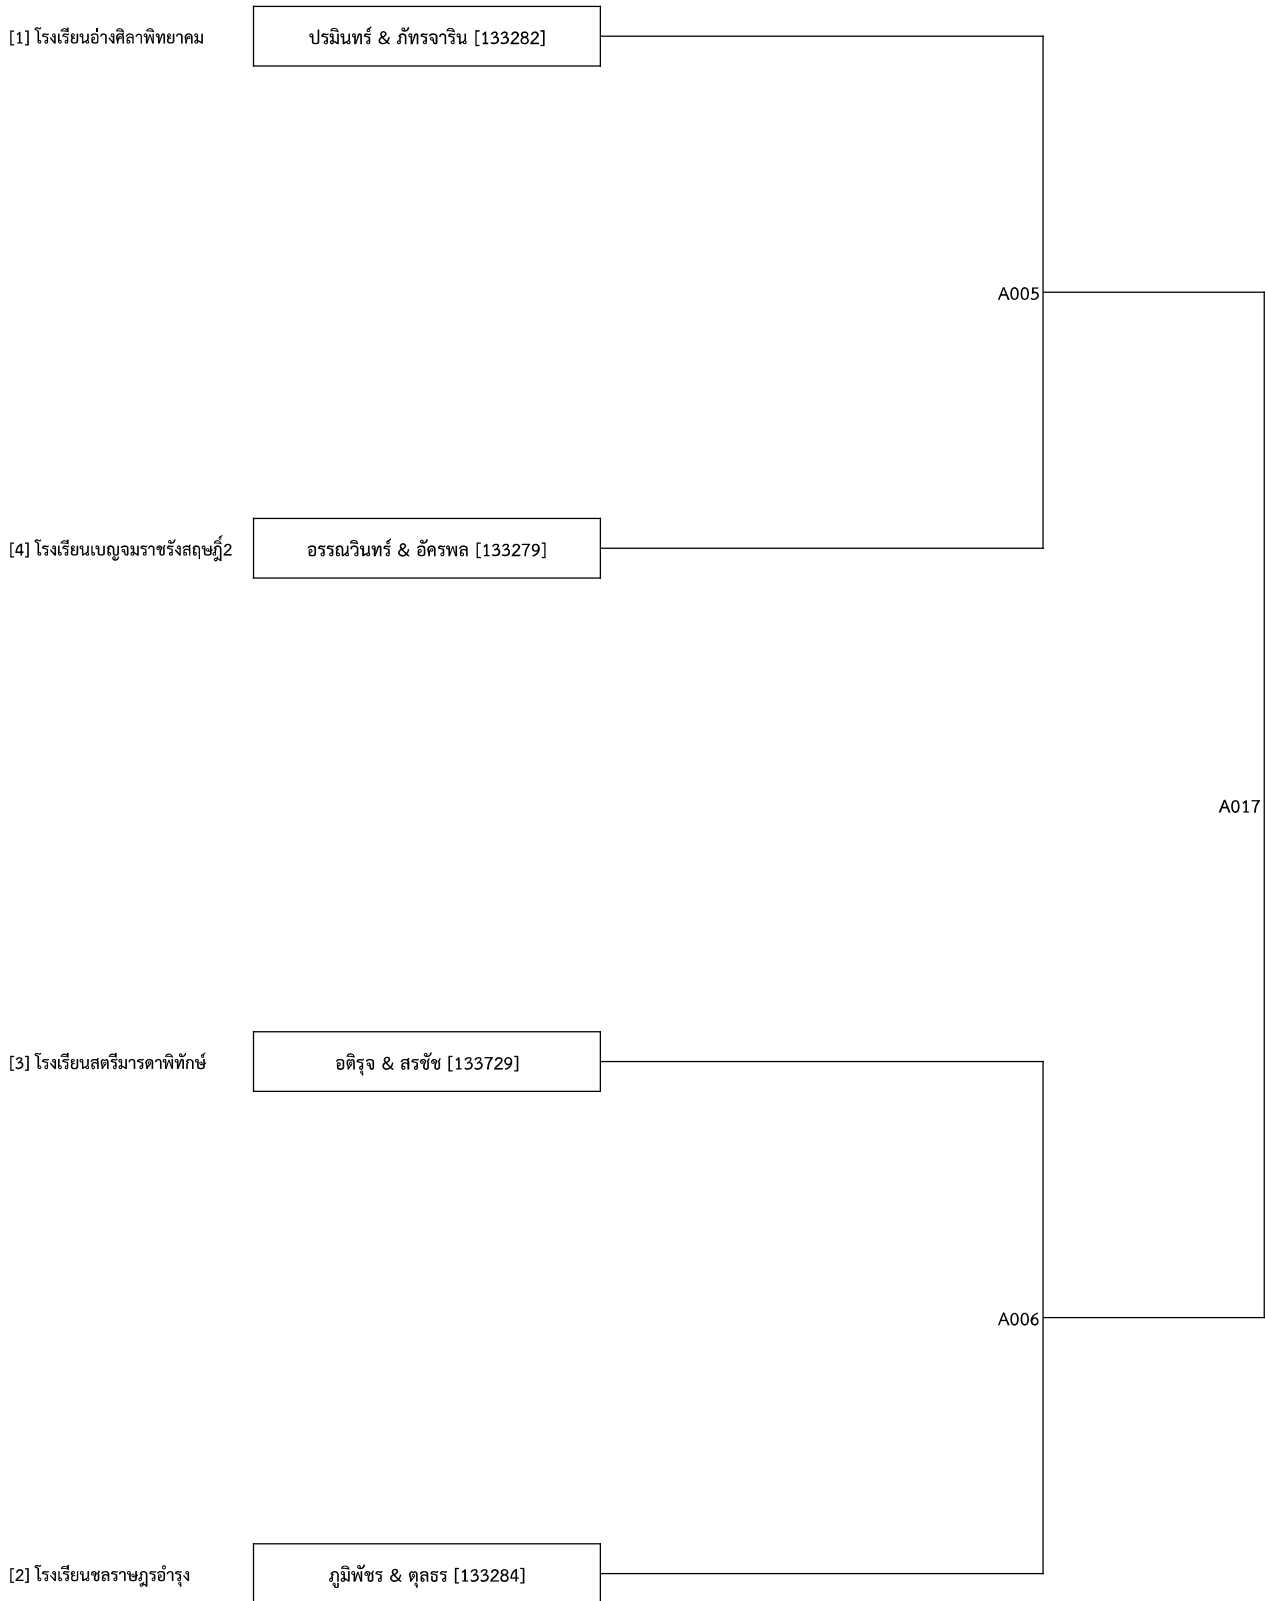 [1] โรงเรียนอ่างศิลาพิทยาคม ปรมินทร์ & ภัทรจาริน [133282]
A005
[4] โรงเรียนเบญจมราชรังสฤษฎิ์2 อรรณวินทร์ & อัครพล [133279]
A017
[3] โรงเรียนสตรีมารดาพิทักษ์ อติรุจ & สรชัช [133729]
A006
[2] โรงเรียนชลราษฎรอำรุง ภูมิพัชร & ตุลธร [133284]